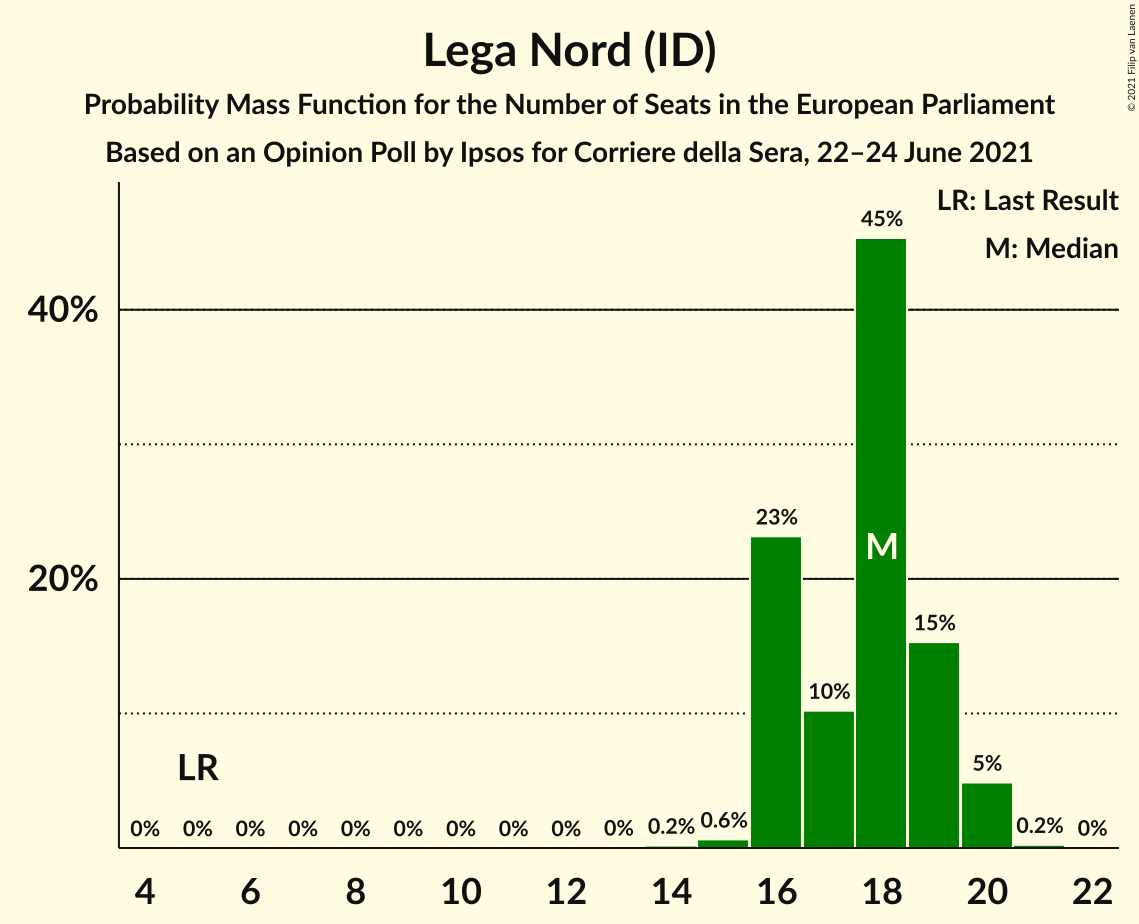 Lega Nord (ID)
Probability Mass Function for the Number of Seats in the European Parliament
Based on an Opinion Poll by Ipsos for Corriere della Sera, 22–24 June 2021
© 2021 Filip van Laenen
LR: Last Result
M: Median
45%
40%
23%
M
20%
15%
10%
LR
5%
0% 0% 0% 0% 0% 0% 0% 0% 0% 0% 0.2% 0.6% 0.2% 0%
4 6 8 10 12 14 16 18 20 22